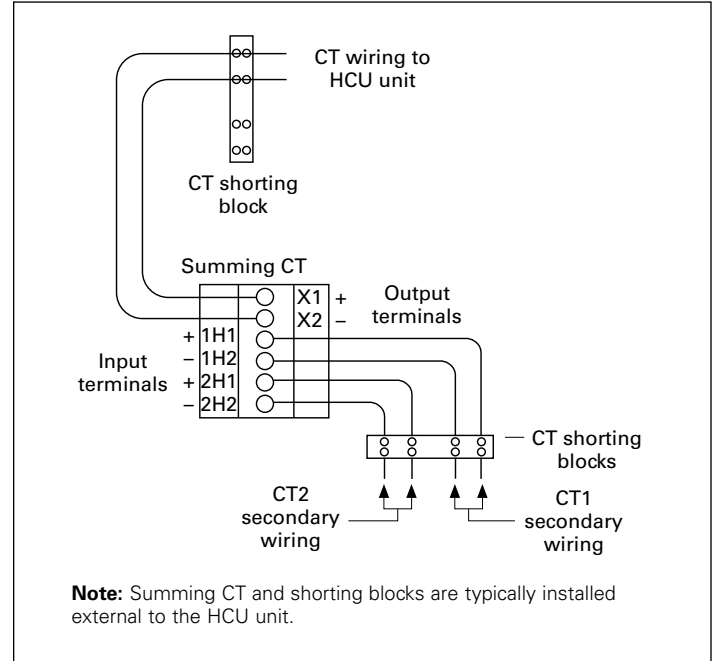 CT wiring to
HCU unit
CT shorting
block
Summing CT
X1 +
X2 –
Output
terminals
Input
terminals
+ 1H1
– 1H2
+ 2H1
– 2H2
CT shorting
blocks
CT2
secondary
wiring
CT1
secondary
wiring
Note: Summing CT and shorting blocks are typically installed
external to the HCU unit.